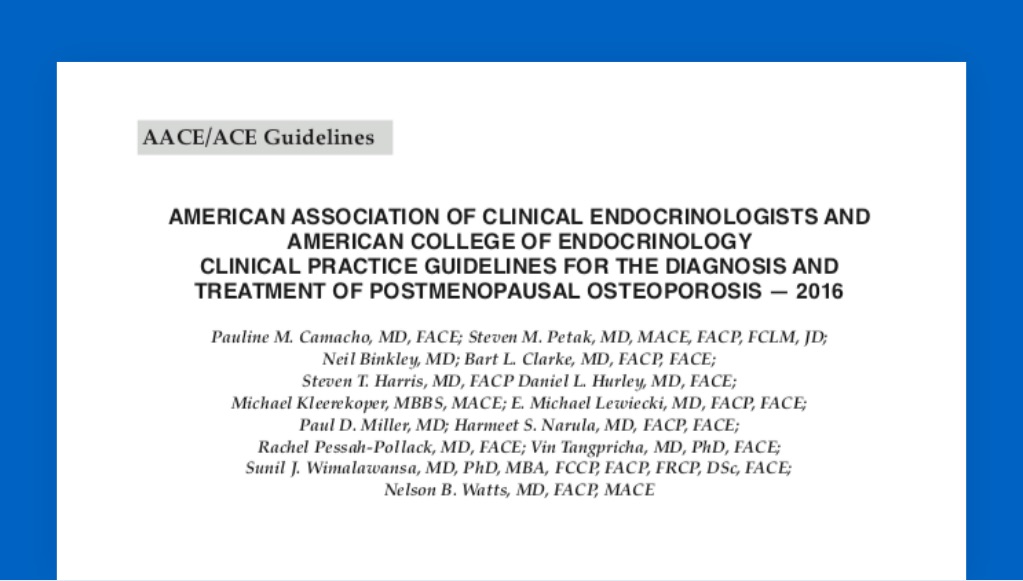 AACE/ACE Guidelines
AMERICAN ASSOCIATION OF CLINICAL ENDOCRINOLOGISTS AND
AMERICAN COLLEGE OF ENDOCRINOLOGY
CLINICAL PRACTICE GUIDELINES FOR THE DIAGNOSIS AND
TREATMENT OF POSTMENOPAUSAL OSTEOPOROSIS — 2016
Pauline M. Camacho, MD, FACE; Steven M. Petak, MD, MACE, FACP, FCLM, JD;
Neil Binkley, MD; Bart L. Clarke, MD, FACP, FACE;
Steven T. Harris, MD, FACP Daniel L. Hurley, MD, FACE;
Michael Kleerekoper, MBBS, MACE; E. Michael Lewiecki, MD, FACP, FACE;
Paul D. Miller, MD; Harmeet S. Narula, MD, FACP, FACE;
Rachel Pessah-Pollack, MD, FACE; Vin Tangpricha, MD, PhD, FACE;
Sunil J. Wimalawansa, MD, PhD, MBA, FCCP, FACP, FRCP, DSc, FACE;
Nelson B. Watts, MD, FACP, MACE